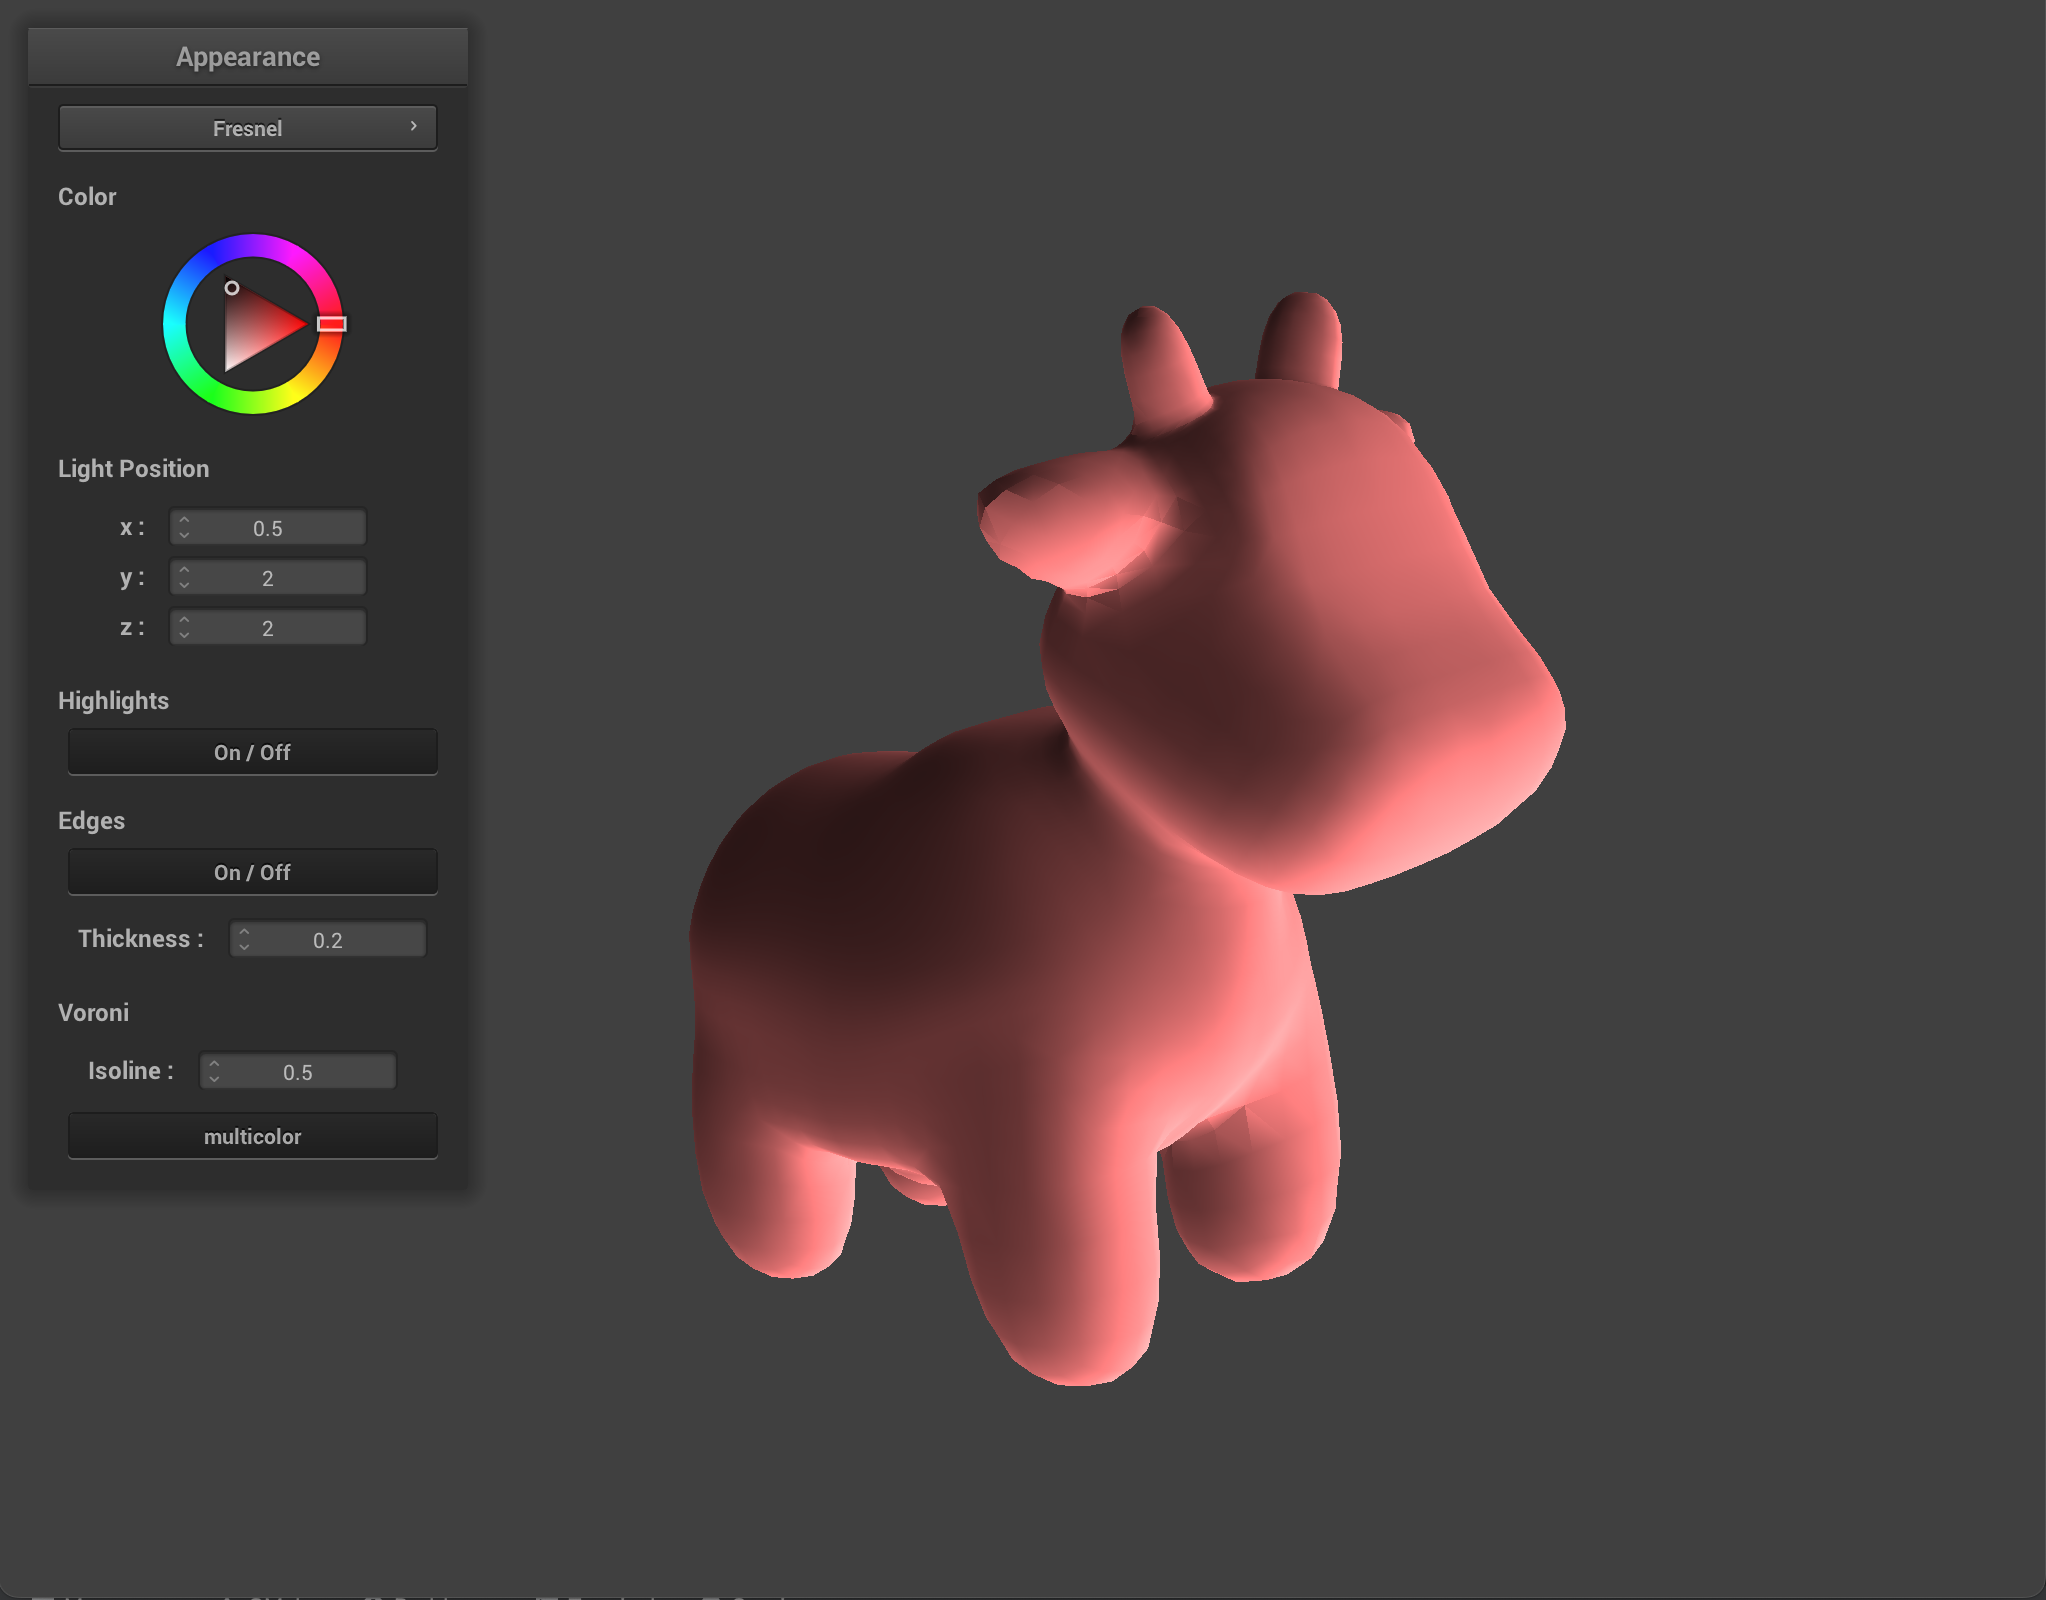 Appearance
Fresnel
Color
Light Position
x : 0.5
y : 2
z : 2
Highlights
On / Off
Edges
On / Off
Thickness : 0.2
Voroni
Isoline : 0.5
multicolor